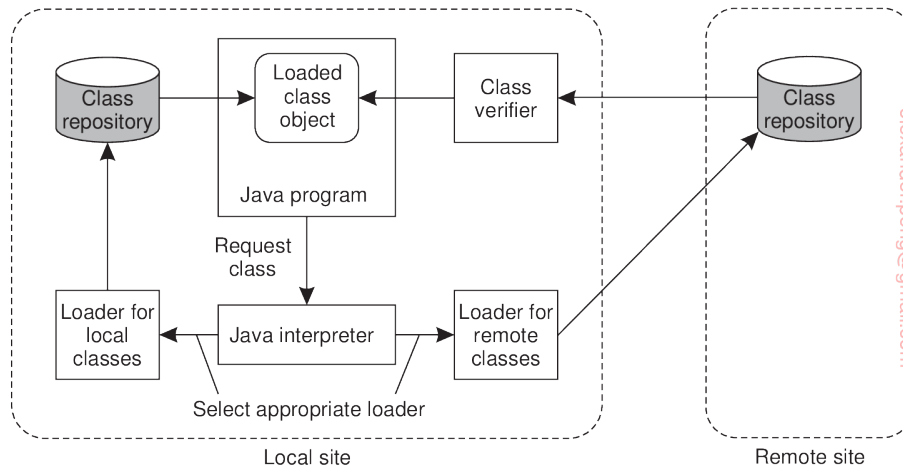 Class
repository
Loaded
class
object
Class
verifier
Class
repository
Java program
Request
class
Loader for
local
classes
Java interpreter
Loader for
remote
classes
Select appropriate loader
Local site
Remote site